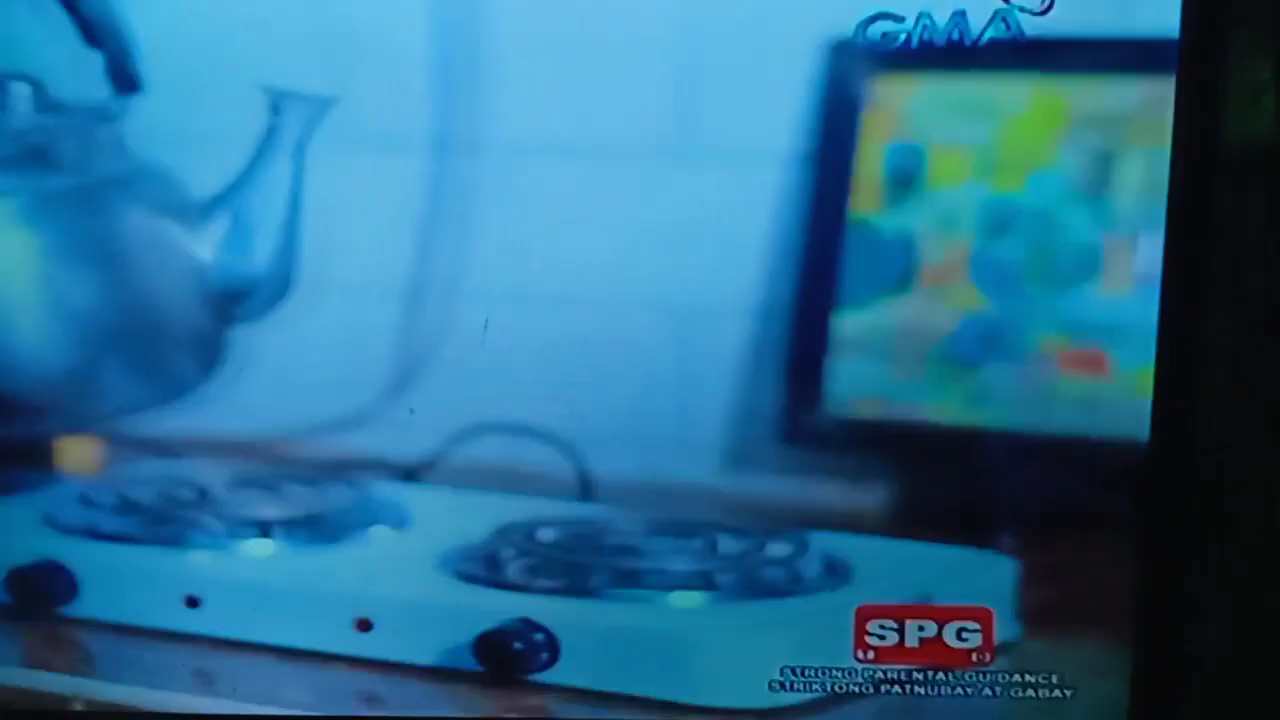 GMA
SPG
STRONG PARENTAL GUIDANCE
STRIKTONG PATNUBAY AT GABAY